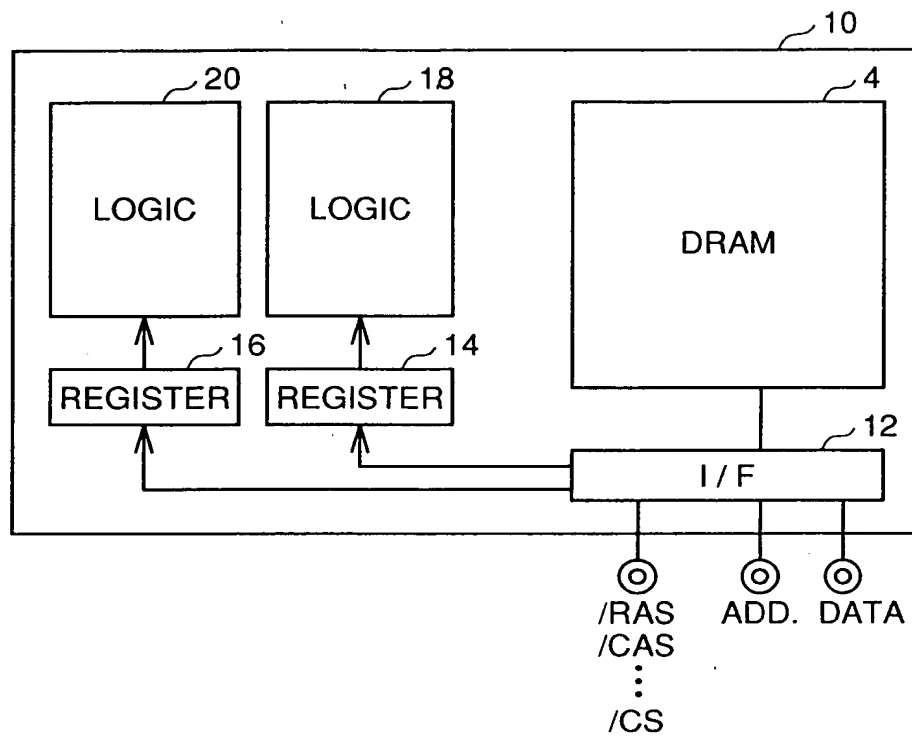 10
20
18
4
LOGIC
LOGIC
DRAM
16
14
REGISTER
REGISTER
12
I / F
/RAS
ADD.
DATA
/CAS
/CS